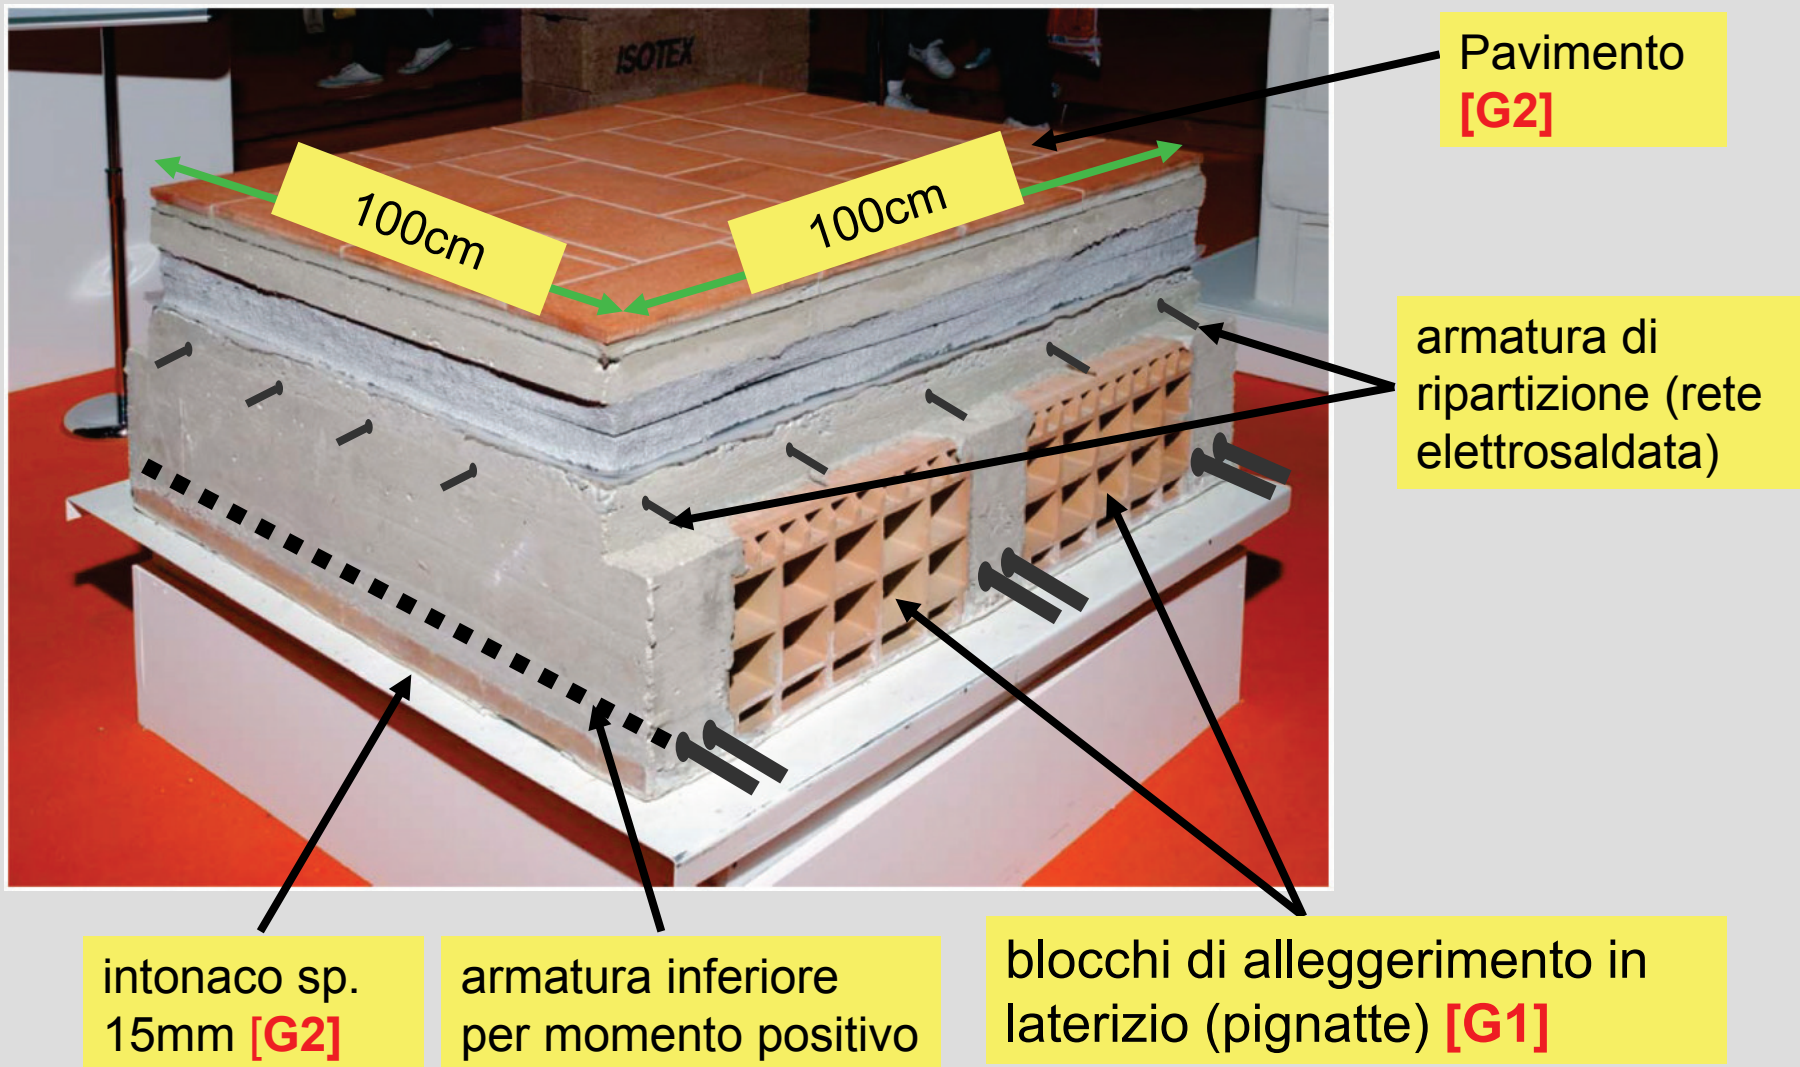 ISOTEX
Pavimento
[G2]
100cm
100cm
armatura di
ripartizione (rete
elettrosaldata)
intonaco sp.
15mm [G2]
armatura inferiore
per momento positivo
blocchi di alleggerimento in
laterizio (pignatte) [G1]